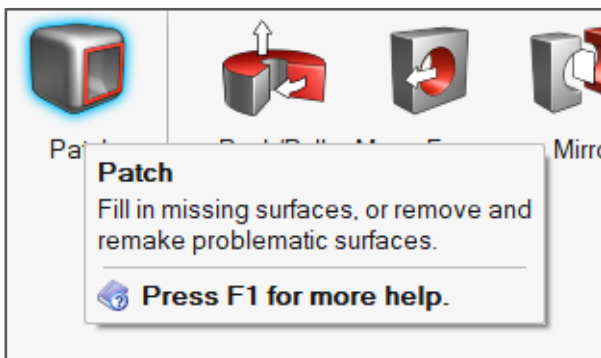 Patch
Fill in missing surfaces, or remove and
remake problematic surfaces.
Press F1 for more help.